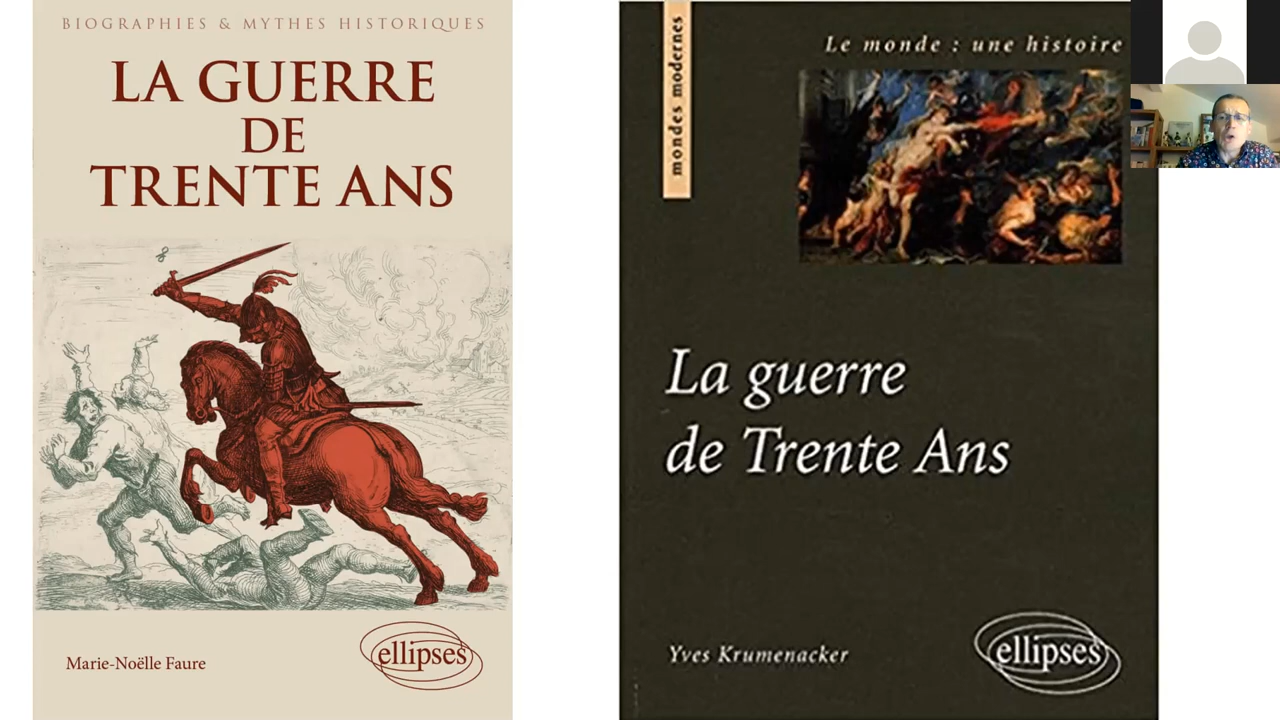 BIOGRAPHIES & MYTHES HISTORIQUES
LA GUERRE
DE
TRENTE ANS
Marie-Noëlle Faure
ellipses
mondes modernes
Le monde : une histoire
La guerre
de Trente Ans
Yves Krumenacker
ellipses